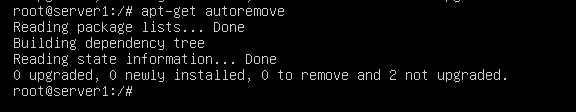 root@server1:/# apt-get autoremove
Reading package lists... Done
Building dependency tree
Reading state information... Done
0 upgraded, 0 newly installed, 0 to remove and 2 not upgraded.
root@server1:/#